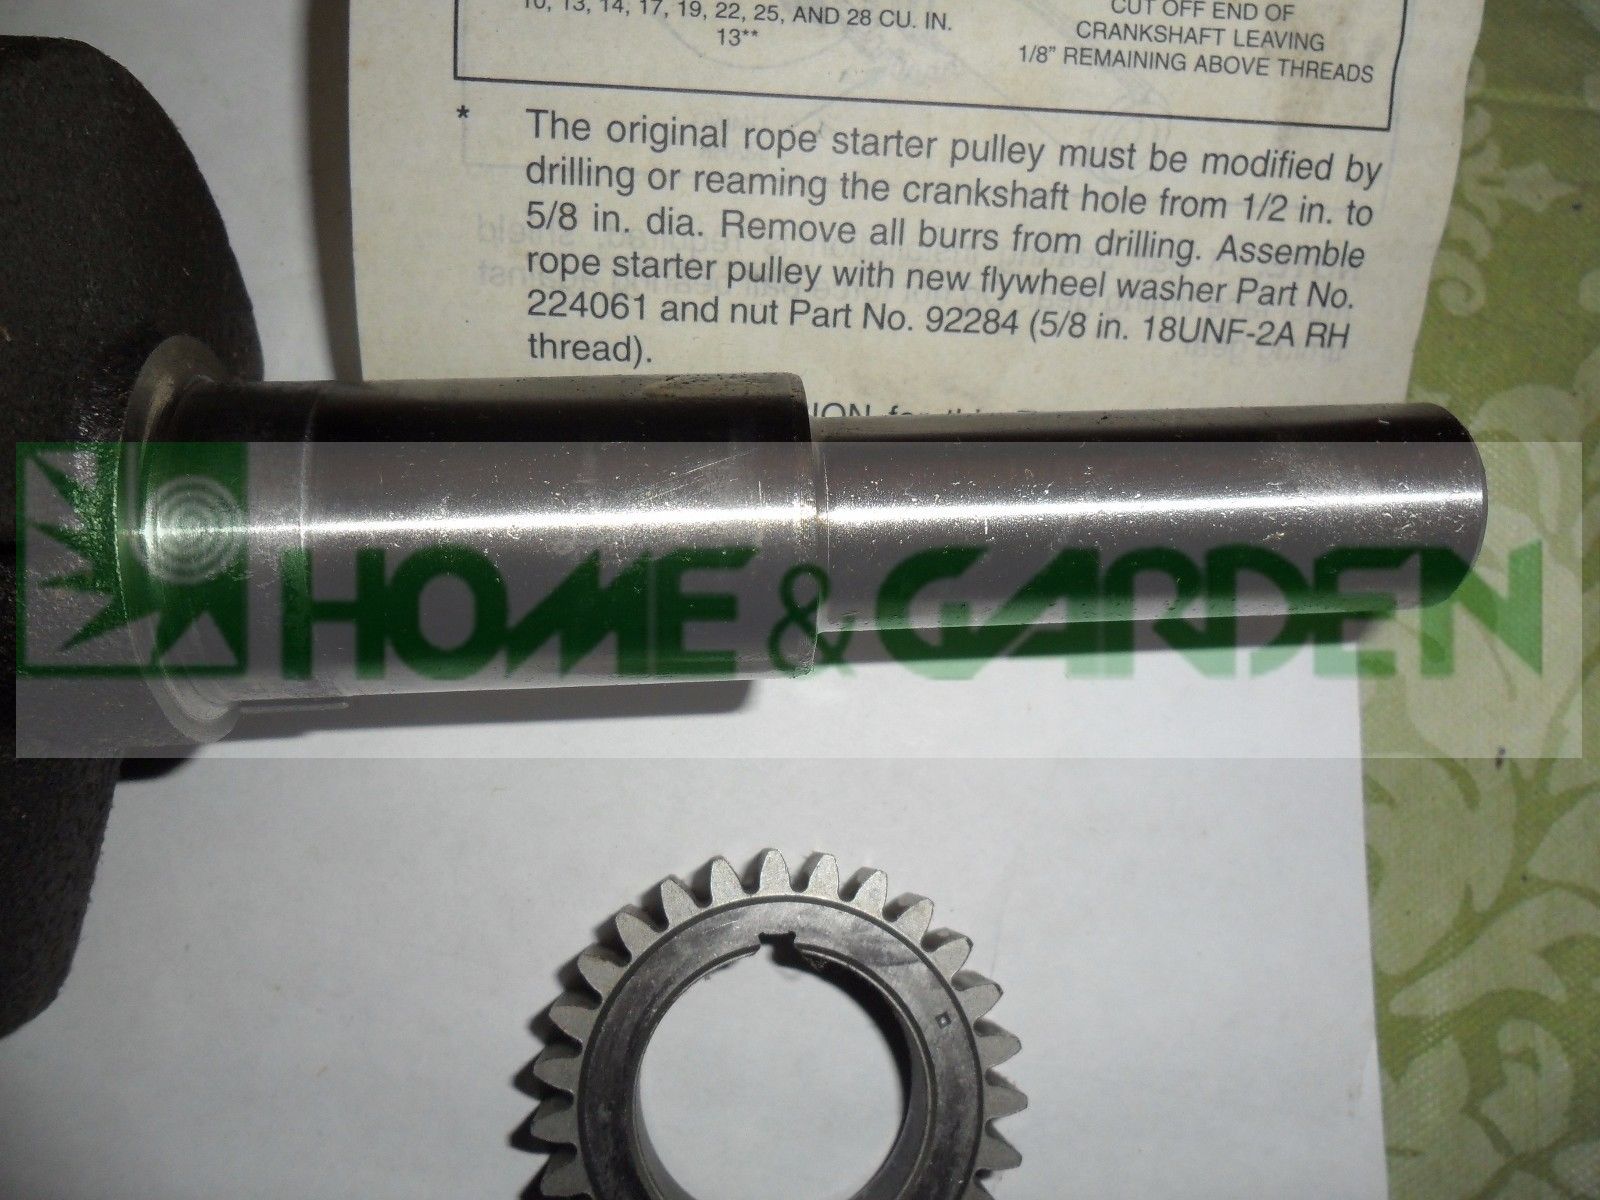 10, 13, 14, 17, 19, 22, 25, AND 28 CU. IN.
13**
CUT OFF END OF
CRANKSHAFT LEAVING
1/8" REMAINING ABOVE THREADS
* The original rope starter pulley must be modified by
drilling or reaming the crankshaft hole from 1/2 in. to
5/8 in. dia. Remove all burrs from drilling. Assemble
rope starter pulley with new flywheel washer Part No.
224061 and nut Part No. 92284 (5/8 in. 18UNF-2A RH
thread).
HOME & GARDEN